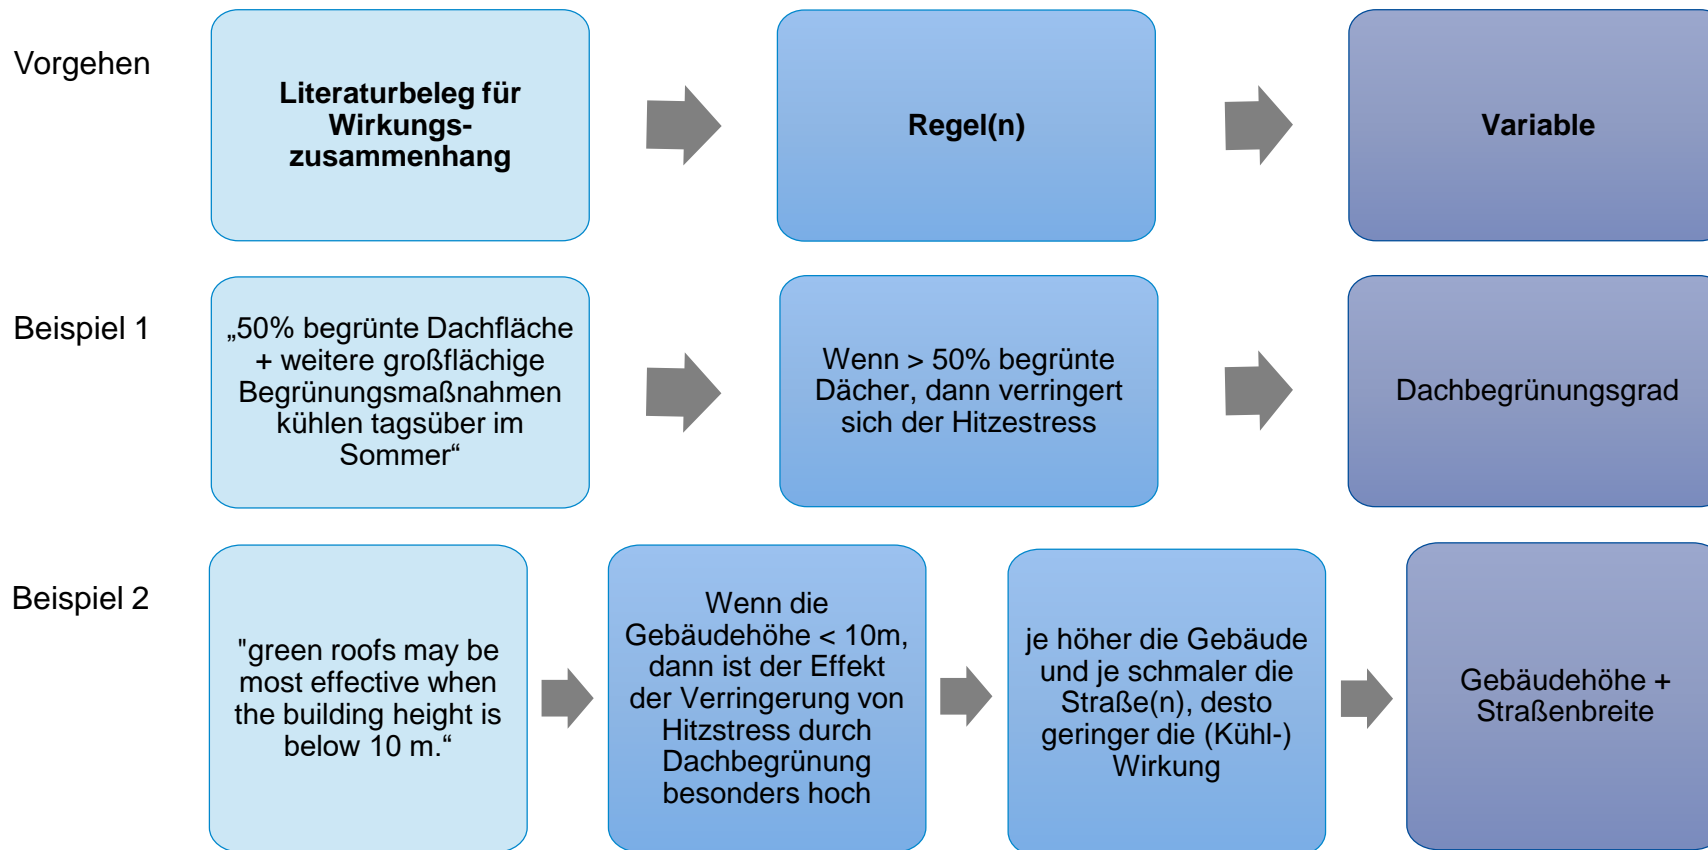 Vorgehen
Literaturbeleg für
Wirkungs-
zusammenhang
Regel(n)
Variable
Beispiel 1
„50% begrünte Dachfläche
+ weitere großflächige
Begrünungsmaßnahmen
kühlen tagsüber im
Sommer“
Wenn > 50% begrünte
Dächer, dann verringert
sich der Hitzestress
Dachbegrünungsgrad
Beispiel 2
"green roofs may be
most effective when
the building height is
below 10 m.“
Wenn die
Gebäudehöhe < 10m,
dann ist der Effekt
der Verringerung von
Hitzstress durch
Dachbegrünung
besonders hoch
je höher die Gebäude
und je schmaler die
Straße(n), desto
geringer die (Kühl-)
Wirkung
Gebäudehöhe +
Straßenbreite